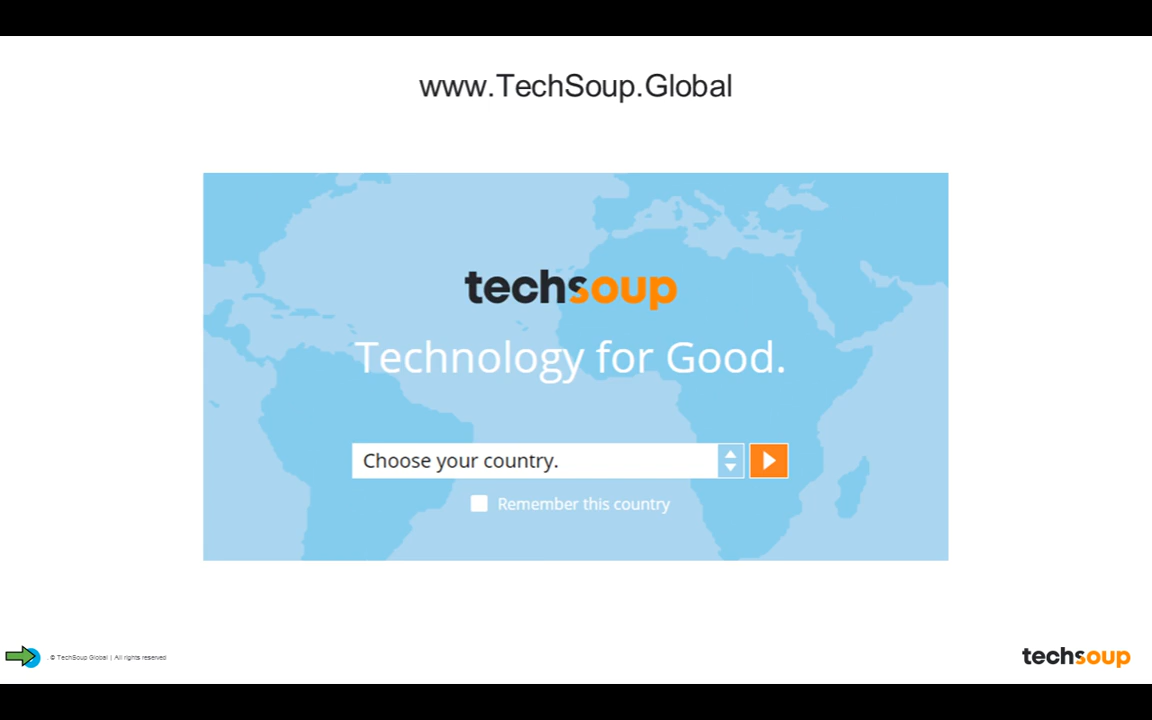 www.TechSoup.Global
techsoup
Technology for Good.
Choose your country.
Remember this country
© TechSoup Global | All rights reserved
techsoup